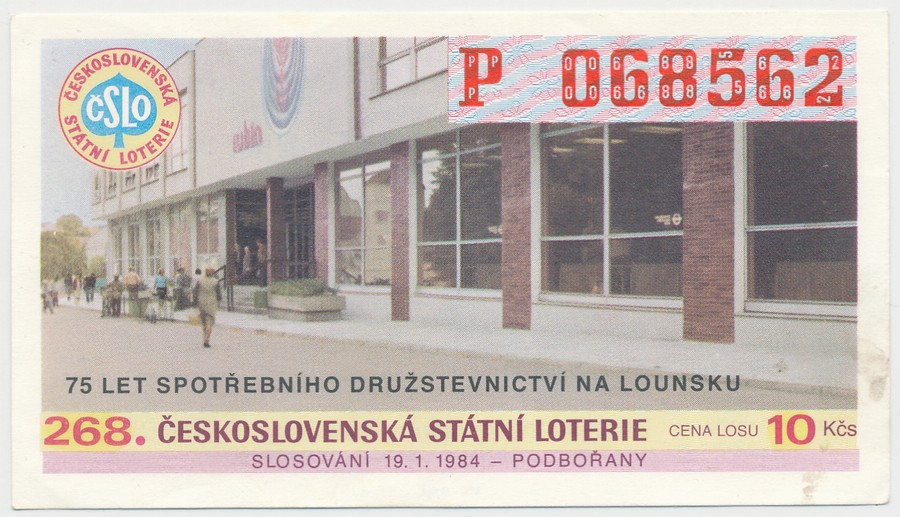 ČESKOSLOVENSKÁ
ČSLO
STÁTNÍ LOTERIE
P 068562
75 LET SPOTŘEBNÍHO DRUŽSTEVNICTVÍ NA LOUNSKU
268. ČESKOSLOVENSKÁ STÁTNÍ LOTERIE CENA LOSU 10 Kčs
SLOSOVÁNÍ 19. 1. 1984 – PODBOŘANY